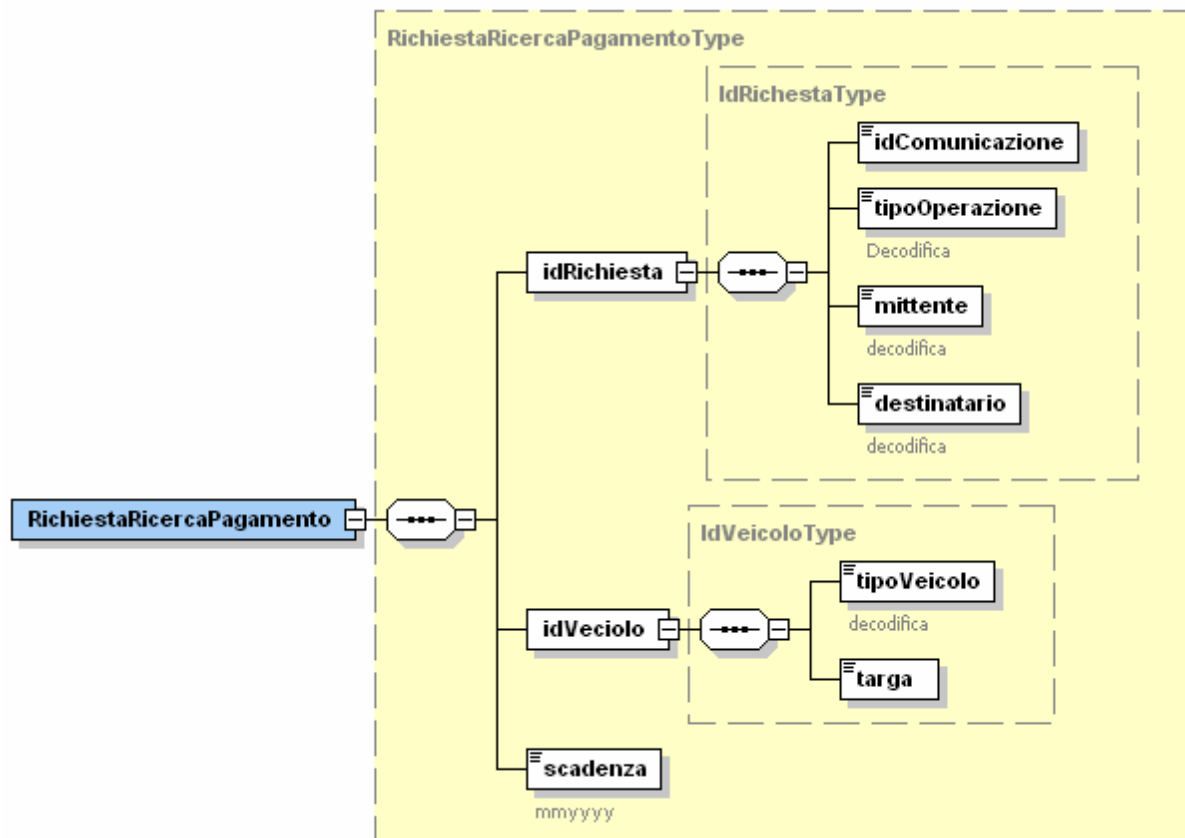 RichiestaRicercaPagamentoType
IdRichestaType
idComunicazione
tipoOperazione
Decodifica
idRichiesta
mittente
decodifica
destinatario
decodifica
RichiestaRicercaPagamento
IdVeicoloType
tipoVeicolo
decodifica
idVeciolo
targa
scadenza
mmyyyy